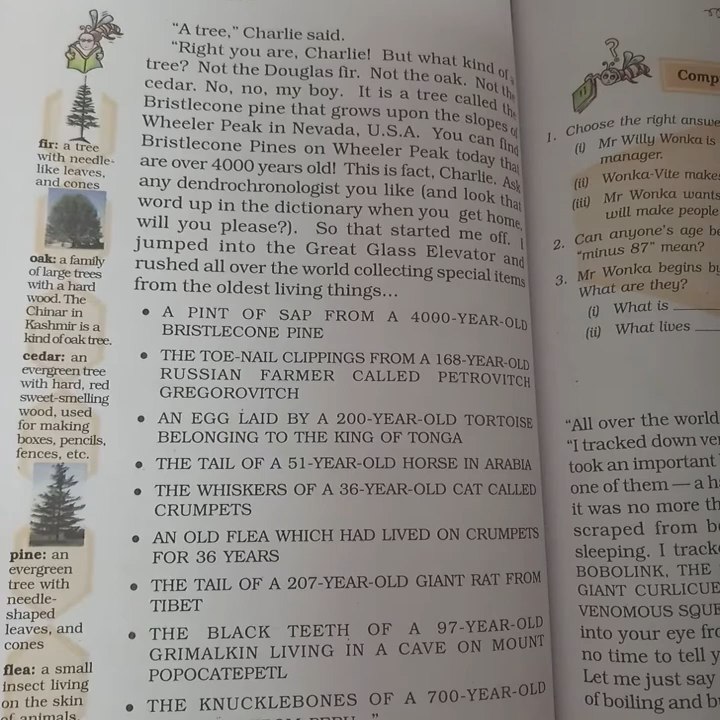 "A tree," Charlie said.
"Right you are, Charlie! But what kind of a
tree? Not the Douglas fir. Not the oak. Not the
cedar. No, no, my boy. It is a tree called the
Bristlecone pine that grows upon the slopes of
Wheeler Peak in Nevada, U.S.A. You can find
Bristlecone Pines on Wheeler Peak today that
are over 4000 years old! This is fact, Charlie. Ask
any dendrochronologist you like (and look that
word up in the dictionary when you get home,
will you please?). So that started me off. I
jumped into the Great Glass Elevator and
rushed all over the world collecting special items
from the oldest living things...
• A PINT OF SAP FROM A 4000-YEAR-OLD
BRISTLECONE PINE
• THE TOE-NAIL CLIPPINGS FROM A 168-YEAR-OLD
RUSSIAN FARMER CALLED PETROVITCH
GREGOROVITCH
• AN EGG LAID BY A 200-YEAR-OLD TORTOISE
BELONGING TO THE KING OF TONGA
• THE TAIL OF A 51-YEAR-OLD HORSE IN ARABIA
• THE WHISKERS OF A 36-YEAR-OLD CAT CALLED
CRUMPETS
• AN OLD FLEA WHICH HAD LIVED ON CRUMPETS
FOR 36 YEARS
• THE TAIL OF A 207-YEAR-OLD GIANT RAT FROM
TIBET
• THE BLACK TEETH OF A 97-YEAR-OLD
GRIMALKIN LIVING IN A CAVE ON MOUNT
POPOCATEPETL
• THE KNUCKLEBONES OF A 700-YEAR-OLD
fir: a tree
with needle-
like leaves,
and cones
oak: a family
of large trees
with a hard
wood. The
Chinar in
Kashmir is a
kind of oak tree.
cedar: an
evergreen tree
with hard, red
sweet-smelling
wood, used
for making
boxes, pencils,
fences, etc.
pine: an
evergreen
tree with
needle-
shaped
leaves, and
cones
flea: a small
insect living
on the skin
of animals.
Comp
1. Choose the right answe
(i) Mr Willy Wonka is
manager.
(ii) Wonka-Vite make
(iii) Mr Wonka wants
will make people
2. Can anyone's age be
"minus 87" mean?
3. Mr Wonka begins by
What are they?
(i) What is
(ii) What lives
"All over the world
"I tracked down ver
took an important
one of them — a ha
it was no more th
scraped from be
sleeping. I track
BOBOLINK, THE
GIANT CURLICUE
VENOMOUS SQUE
into your eye fro
no time to tell y
Let me just say
of boiling and b